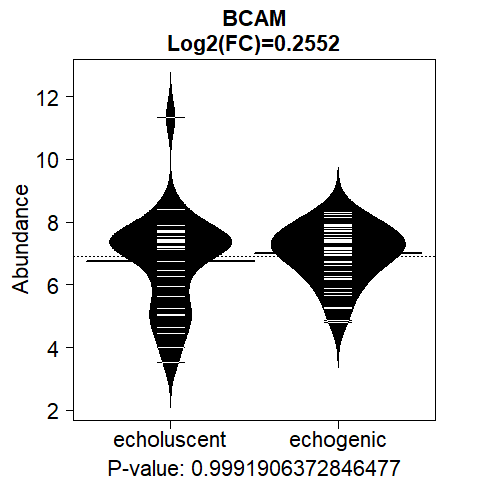 BCAM
Log2(FC)=0.2552
Abundance
12
10
8
6
4
2
echoluscent echogenic
P-value: 0.9991906372846477